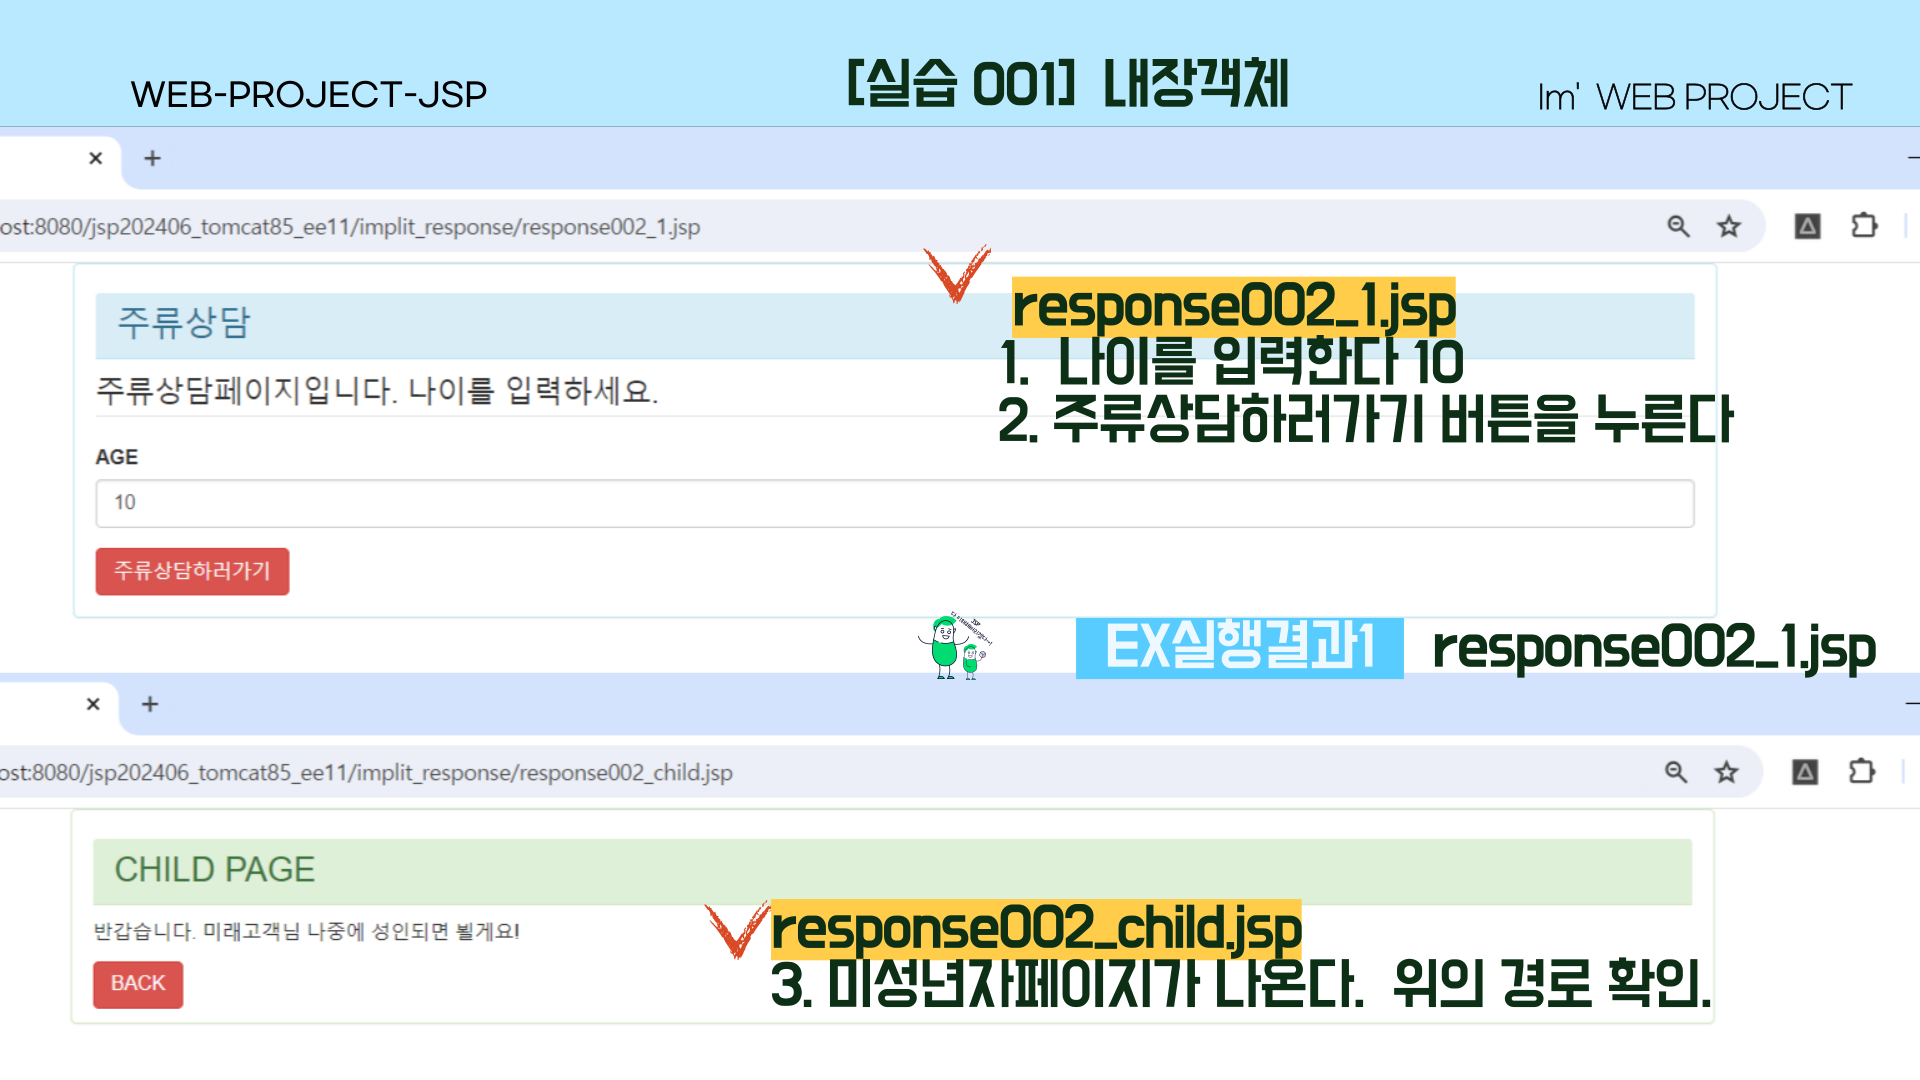 WEB-PROJECT-JSP
[실습 001] 내장객체
Im' WEB PROJECT
ost:8080/jsp202406_tomcat85_ee11/implit_response/response002_1.jsp
주류상담
response002_1.jsp
1. 나이를 입력한다 10
주류상담페이지입니다. 나이를 입력하세요.
2. 주류상담하러가기 버튼을 누른다
AGE
10
주류상담하러가기
EX실행결과1
response002_1.jsp
ost:8080/jsp202406_tomcat85_ee11/implit_response/response002_child.jsp
CHILD PAGE
반갑습니다. 미래고객님 나중에 성인되면 뵐게요!
response002_child.jsp
BACK
3. 미성년자페이지가 나온다. 위의 경로 확인.